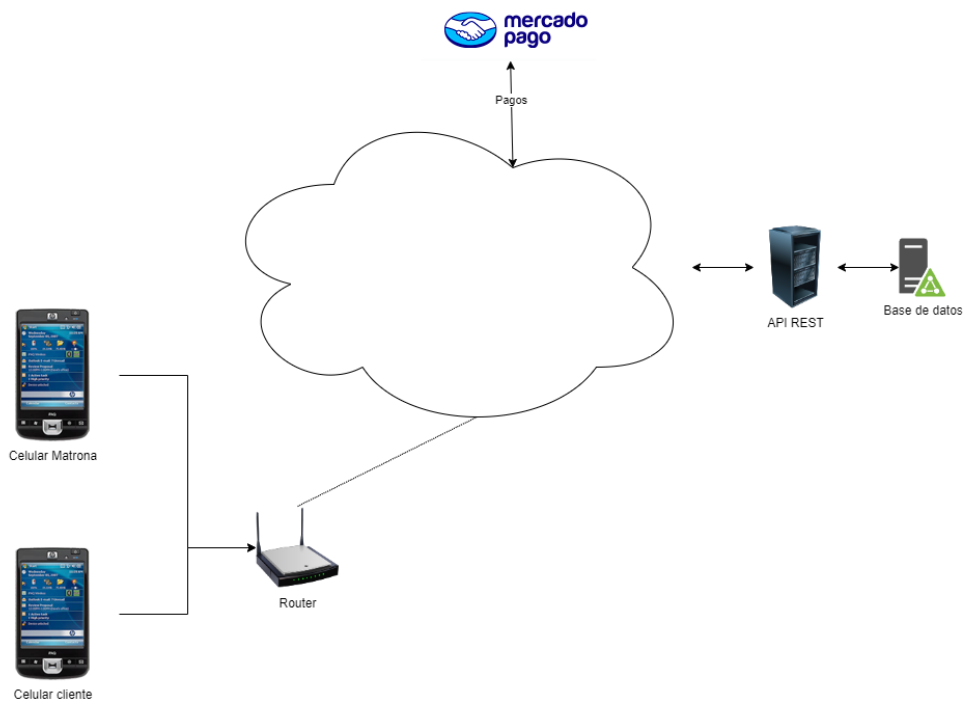 mercado
pago
Pagos
API REST
Base de datos
Celular Matrona
Router
Celular cliente